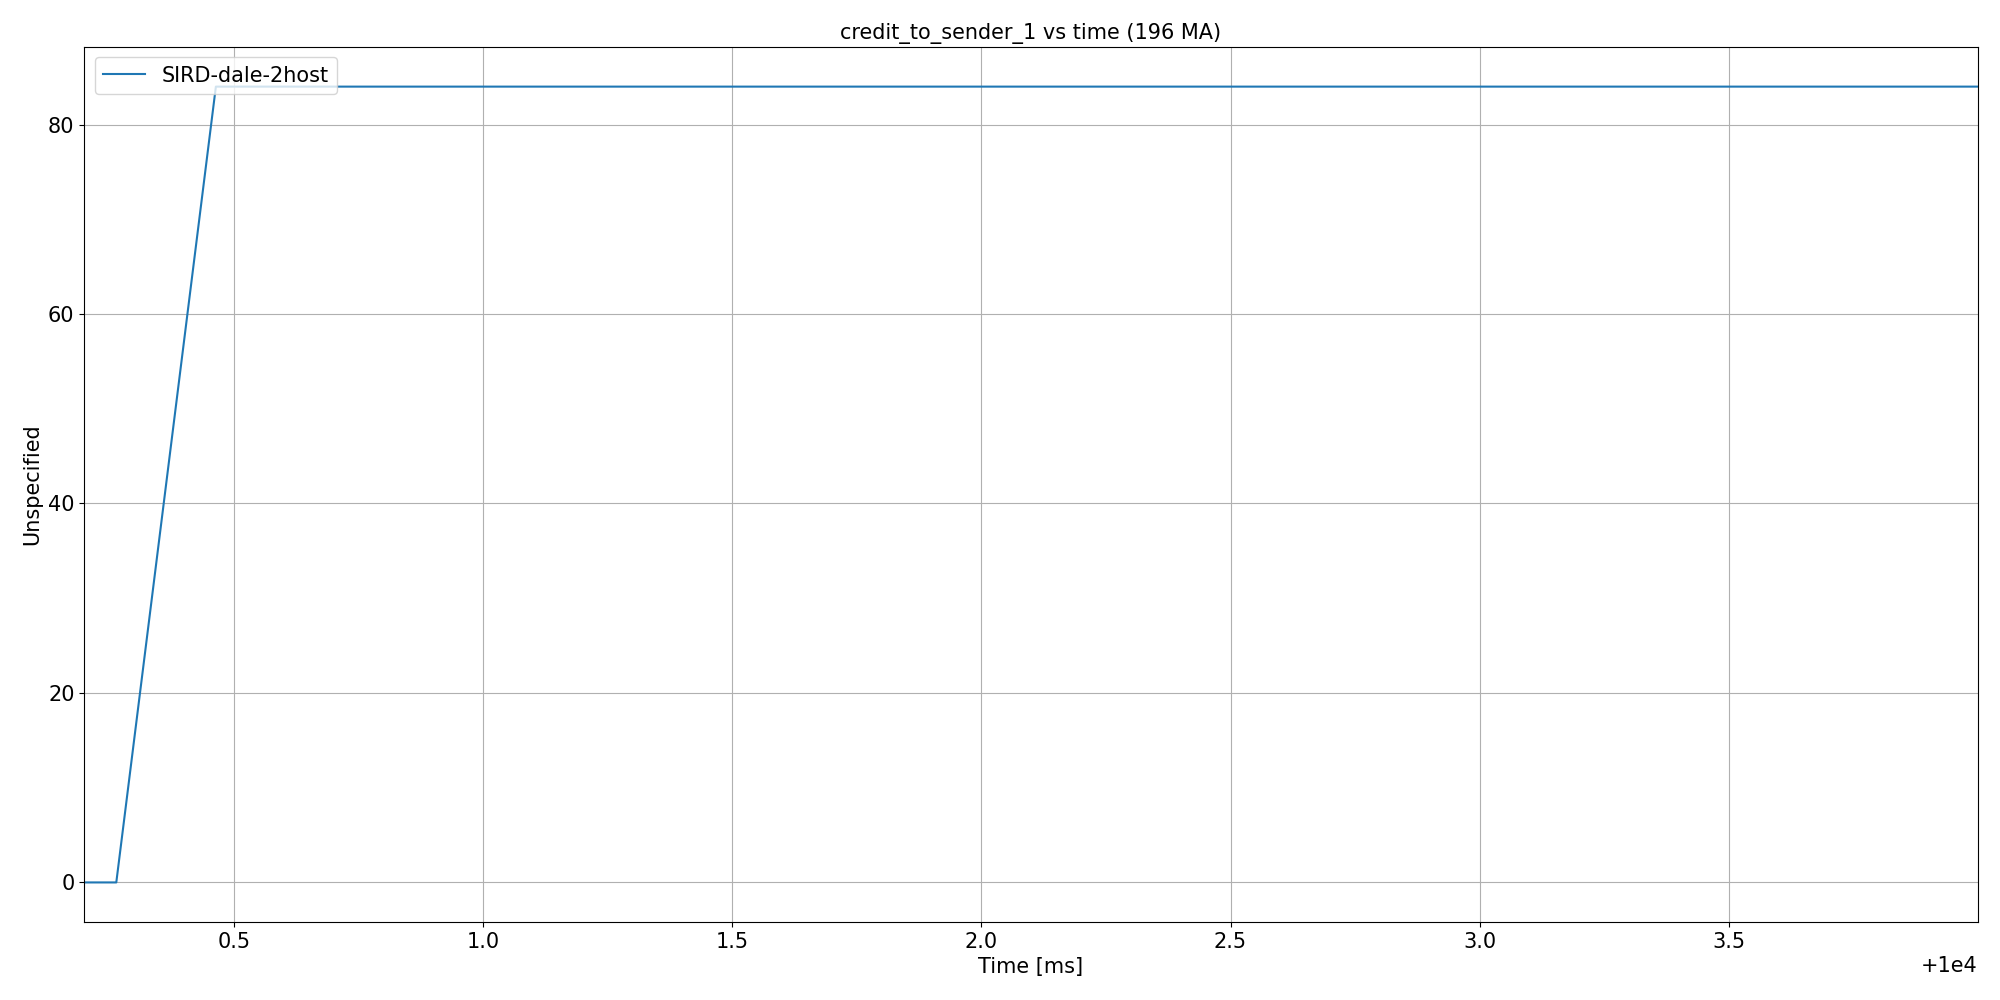 credit_to_sender_1 vs time (196 MA)
SIRD-dale-2host
Unspecified
80
60
40
20
0
0.5 1.0 1.5 2.0 2.5 3.0 3.5
Time [ms]
+1e4